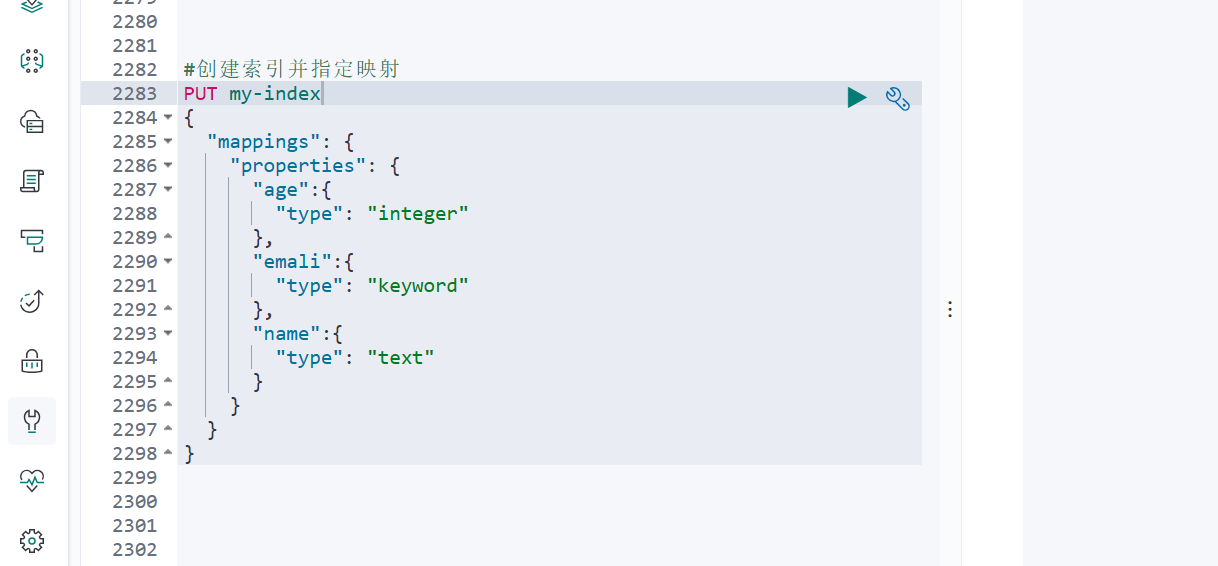 2279
2280
2281
2282 #创建索引并指定映射
2283 PUT my-index
2284 {
2285 "mappings": {
2286 "properties": {
2287 "age":{
2288 "type": "integer"
2289 },
2290 "emali":{
2291 "type": "keyword"
2292 },
2293 "name":{
2294 "type": "text"
2295 }
2296 }
2297 }
2298 }
2299
2300
2301
2302